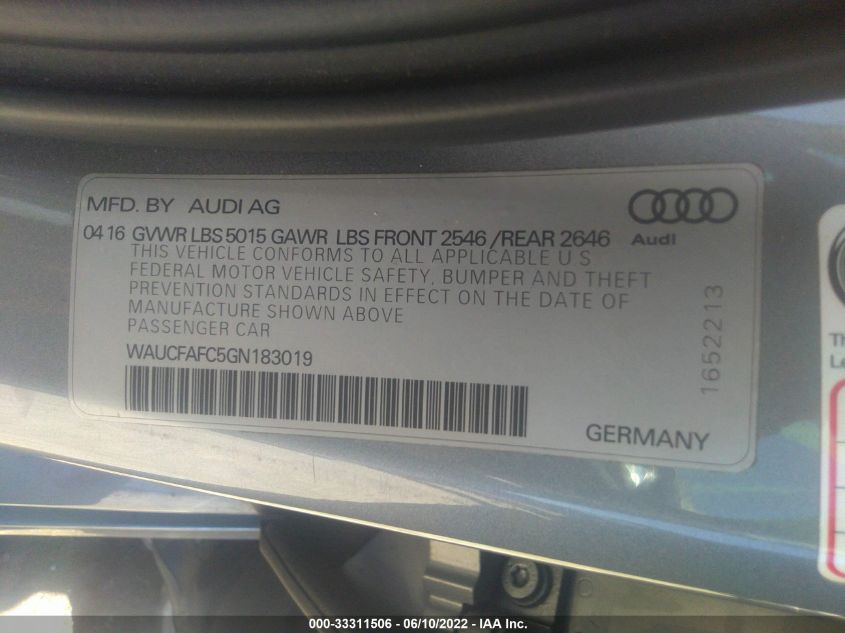 MFD. BY AUDI AG
Audi
04 16 GVWR LBS 5015 GAWR LBS FRONT 2546 /REAR 2646
THIS VEHICLE CONFORMS TO ALL APPLICABLE U S
FEDERAL MOTOR VEHICLE SAFETY, BUMPER AND THEFT
PREVENTION STANDARDS IN EFFECT ON THE DATE OF
MANUFACTURE SHOWN ABOVE
PASSENGER CAR
WAUCFAFC5GN183019
GERMANY
1652213
000-33311506 - 06/10/2022 - IAA Inc.